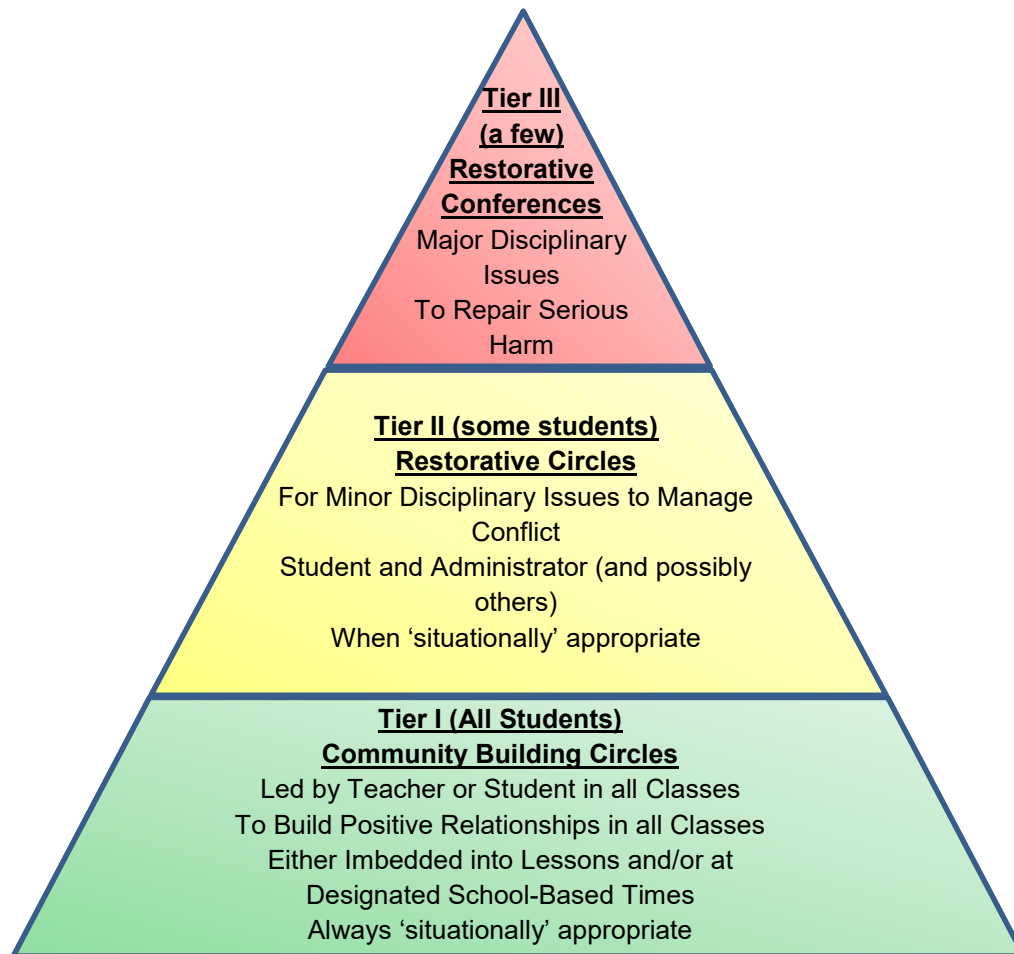 Tier III
(a few)
Restorative
Conferences
Major Disciplinary
Issues
To Repair Serious
Harm
Tier II (some students)
Restorative Circles
For Minor Disciplinary Issues to Manage
Conflict
Student and Administrator (and possibly
others)
When ‘situationally’ appropriate
Tier I (All Students)
Community Building Circles
Led by Teacher or Student in all Classes
To Build Positive Relationships in all Classes
Either Imbedded into Lessons and/or at
Designated School-Based Times
Always ‘situationally’ appropriate